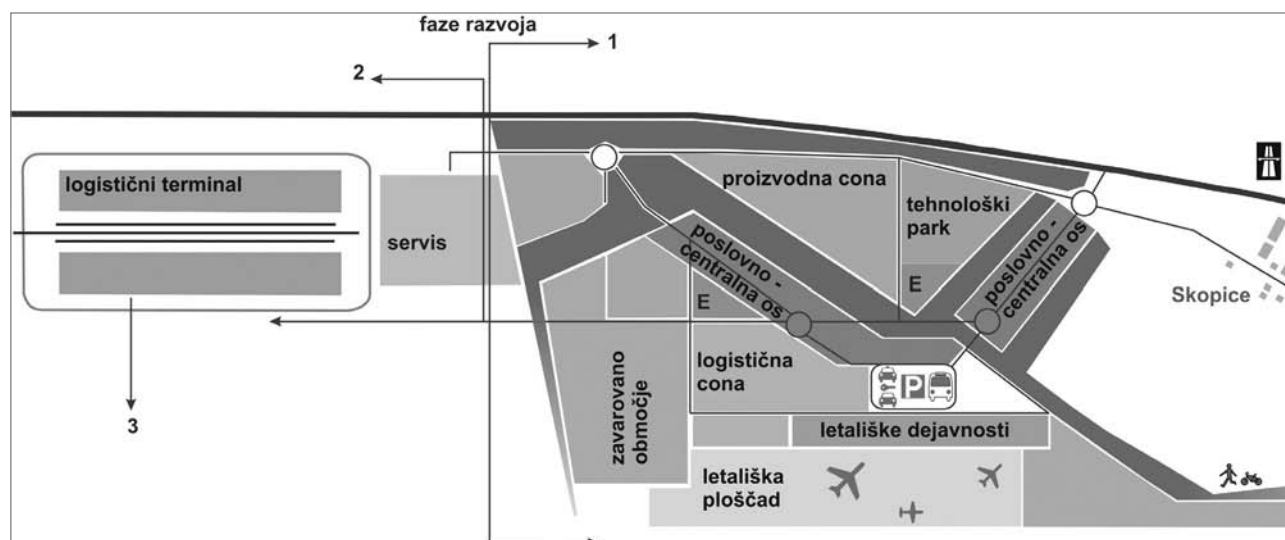 faze razvoja
1
2
logistični terminal
servis
proizvodna cona
tehnološki
park
poslovno -
centralna os
poslovno -
centralna os
E
E
Skopice
logistična
cona
P
zavarovano
območje
3
letališke dejavnosti
letališka
ploščad